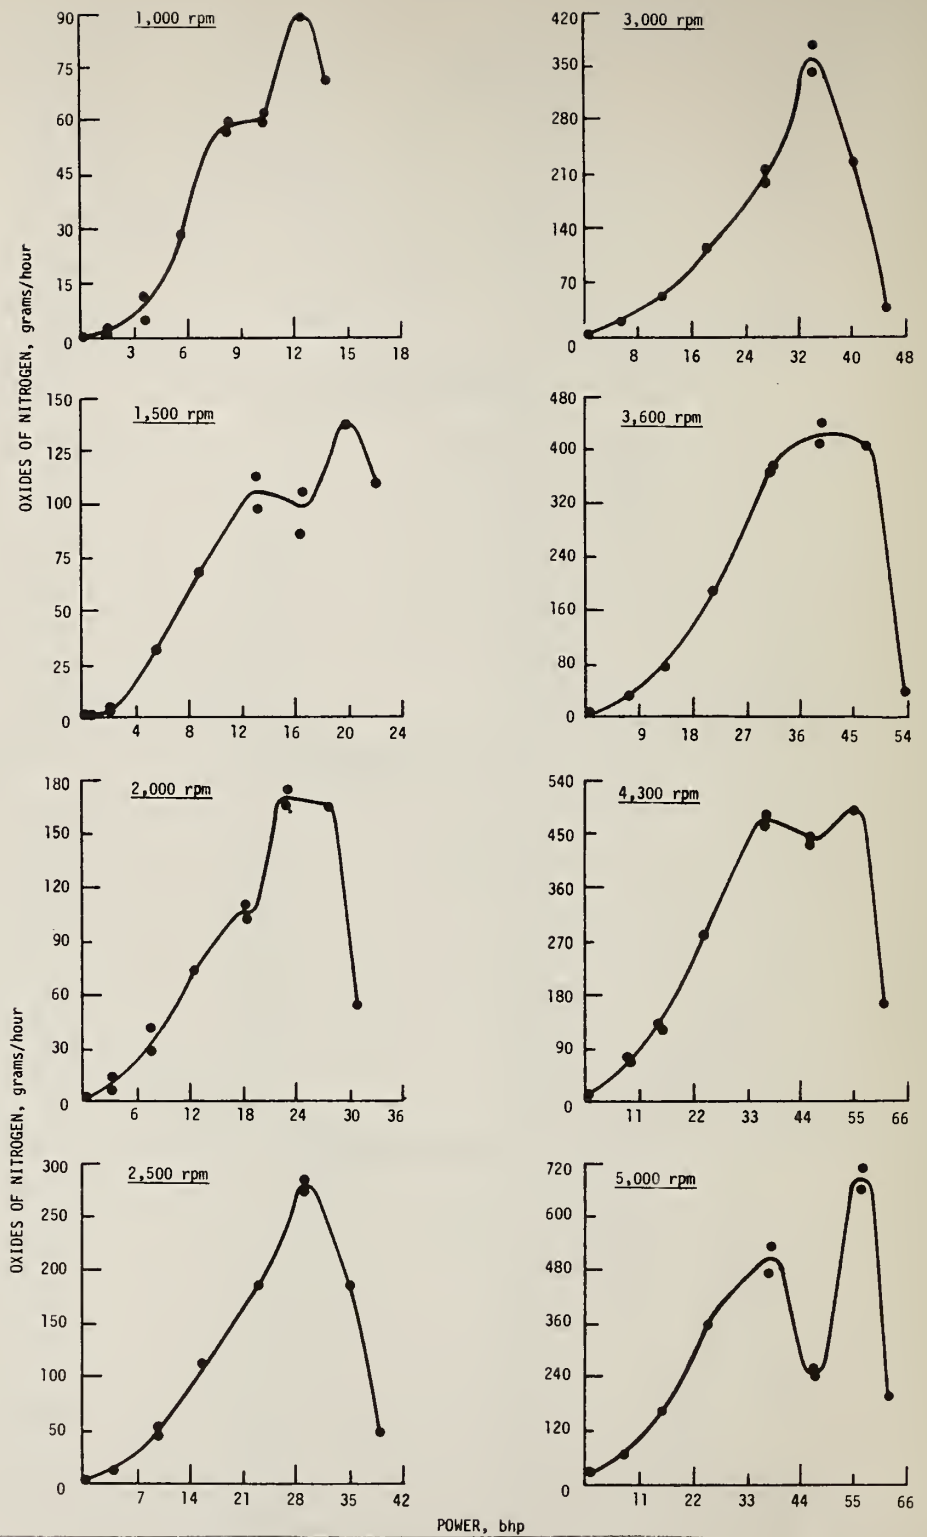 OXIDES OF NITROGEN, grams/hour
1,000 rpm
90
75
60
45
30
15
0
3 6 9 12 15 18
3,000 rpm
420
350
280
210
140
70
0
8 16 24 32 40 48
1,500 rpm
150
125
100
75
50
25
0
4 8 12 16 20 24
3,600 rpm
480
400
320
240
160
80
0
9 18 27 36 45 54
OXIDES OF NITROGEN, grams/hour
2,000 rpm
180
150
120
90
60
30
0
6 12 18 24 30 36
4,300 rpm
540
450
360
270
180
90
0
11 22 33 44 55 66
2,500 rpm
300
250
200
150
100
50
0
7 14 21 28 35 42
5,000 rpm
720
600
480
360
240
120
0
11 22 33 44 55 66
POWER, bhp